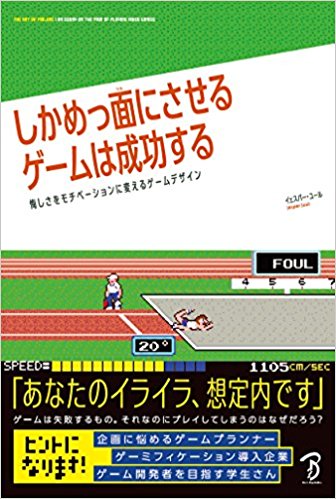 THE ART OF FAILURE : AN ESSAY ON THE PAIN OF PLAYING VIDEO GAMES
しかめっ面にさせる
ゲームは成功する
悔しさをモチベーションに変えるゲームデザイン
イェスパー・ユール
Jesper Juul
FOUL
4 5 6 7
20°
SPEED= 1105CM/SEC
「あなたのイライラ、想定内です」
ゲームは失敗するもの。それなのにプレイしてしまうのはなぜだろう?
ヒントに
なります!
企画に悩めるゲームプランナー
ゲーミフィケーション導入企業
ゲーム開発者を目指す学生さん